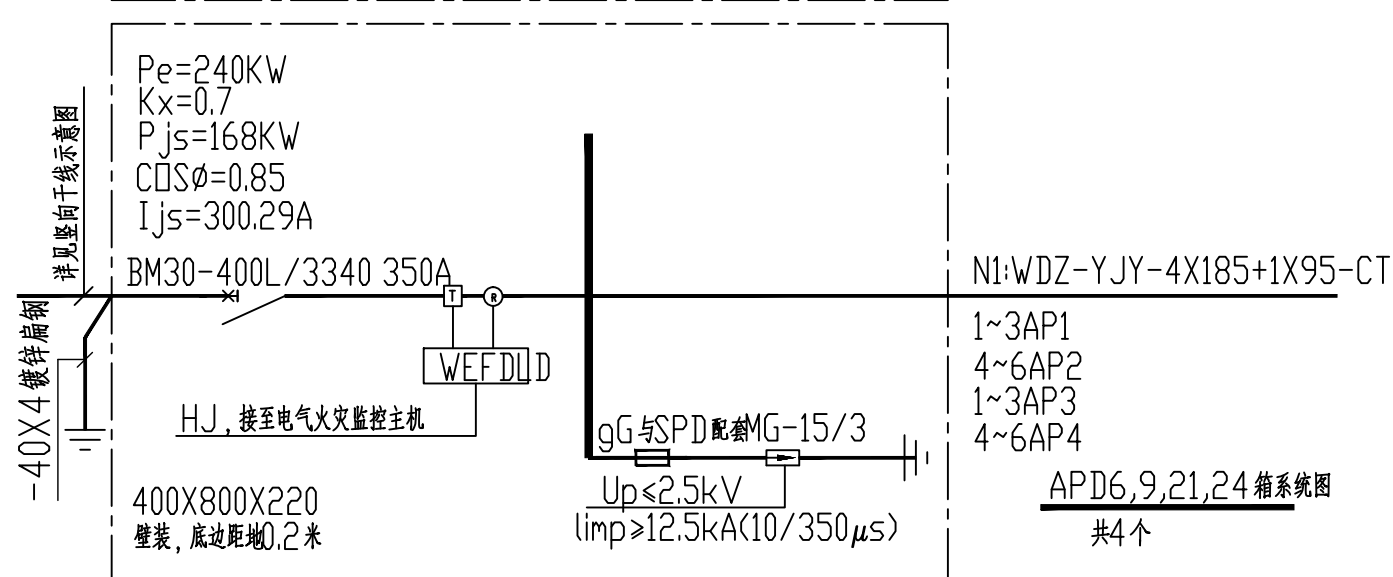 Pe=240KW
Kx=0.7
Pjs=168KW
C□SØ=0.85
Ijs=300.29A
详见竖向干线示意图
BM30-400L/3340 350A
T
R
N1:WDZ-YJY-4X185+1X95-CT
1~3AP1
4~6AP2
1~3AP3
4~6AP4
-40X4镀锌扁钢
WEFDLD
HJ,接至电气火灾监控主机
gG与SPD配套MG-15/3
Up≤2.5kV
limp≥12.5kA(10/350μs)
400X800X220
壁装,底边距地0.2米
APD6,9,21,24箱系统图
共4个